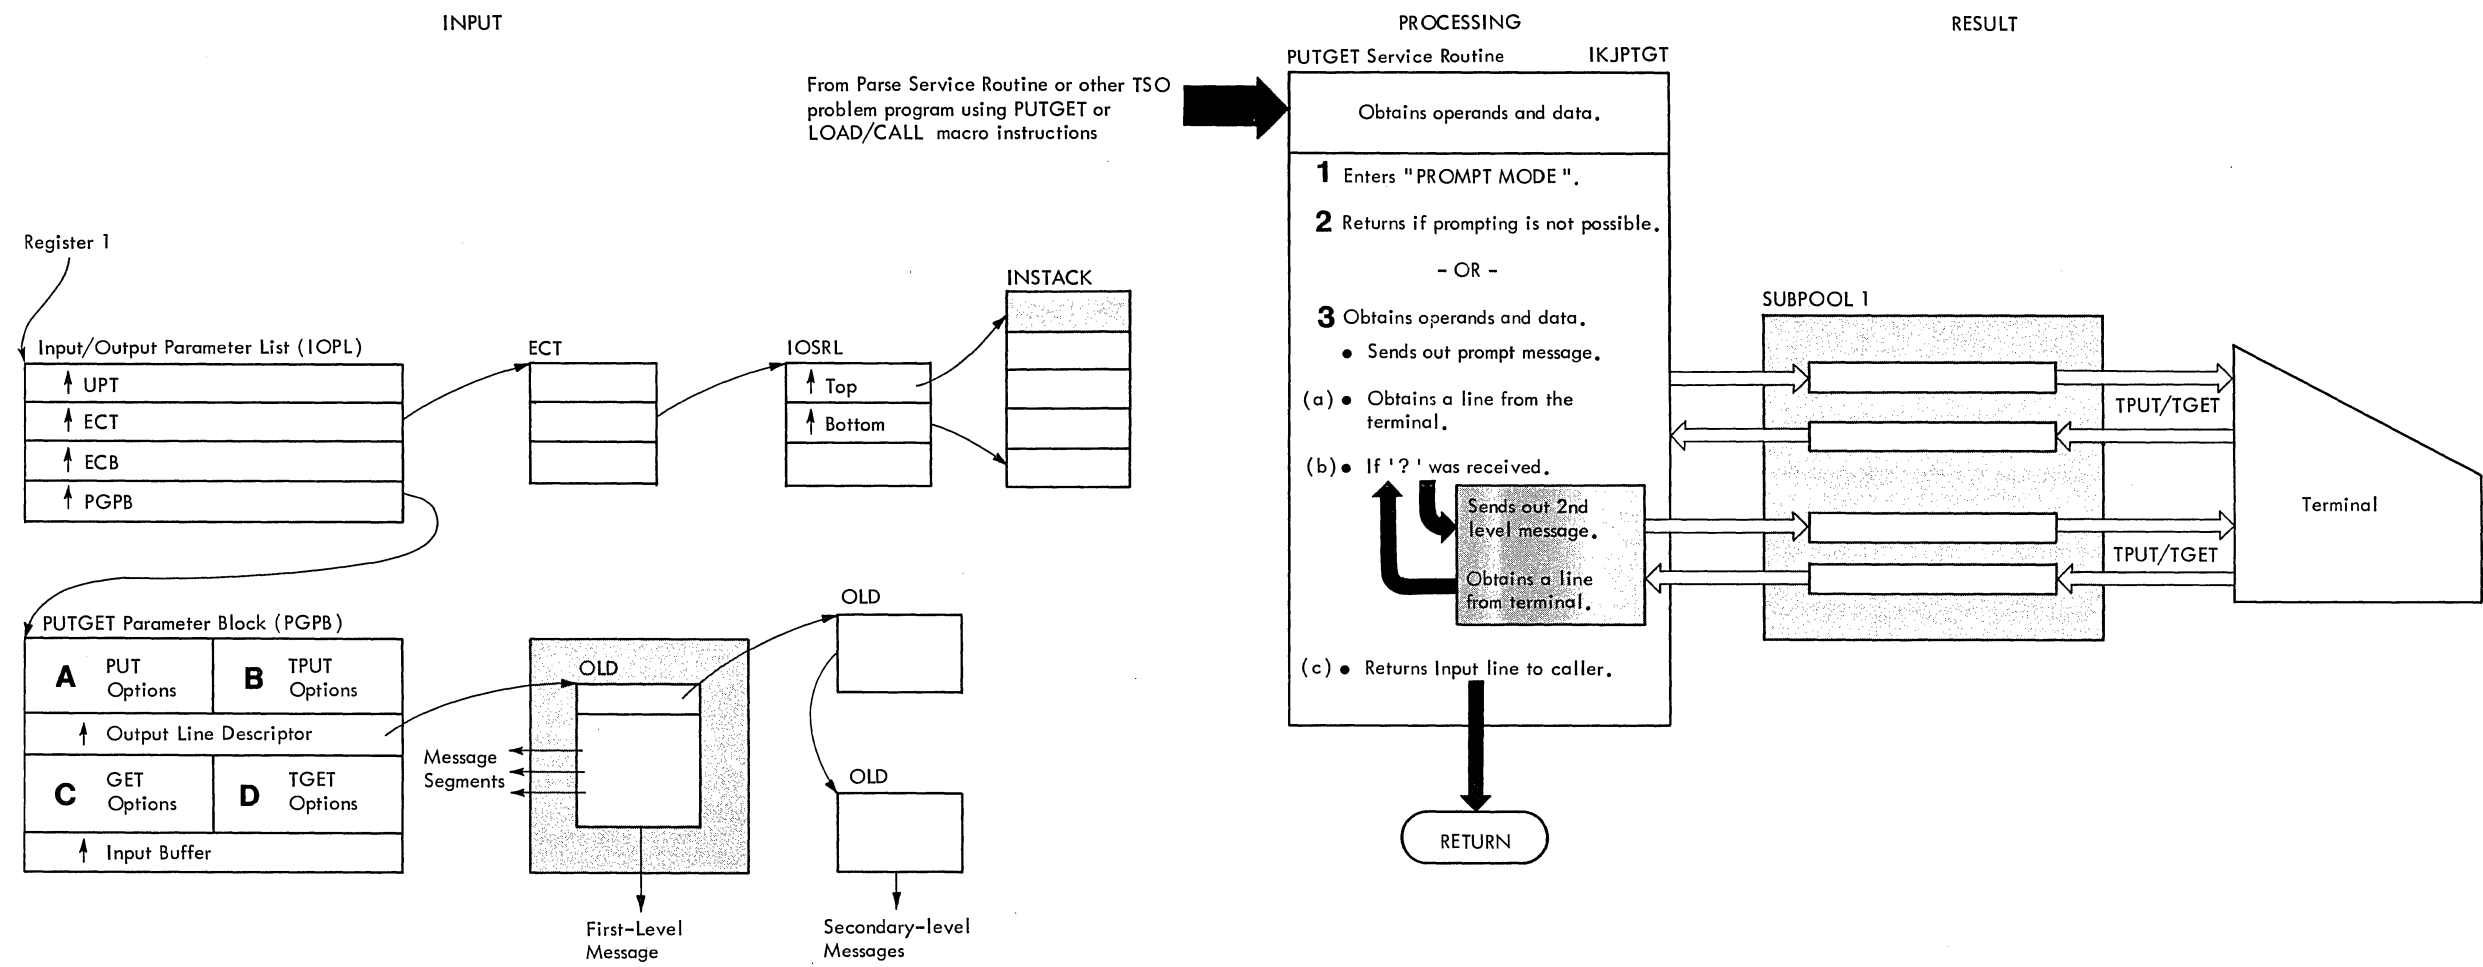 INPUT
PROCESSING
RESULT
PUTGET Service Routine
IKJPTGT
From Parse Service Routine or other TSO
problem program using PUTGET or
LOAD/CALL macro instructions
Obtains operands and data.
1 Enters "PROMPT MODE".
2 Returns if prompting is not possible.
- OR -
3 Obtains operands and data.
• Sends out prompt message.
(a) • Obtains a line from the
terminal.
(b) • If '?' was received.
Sends out 2nd
level message.
Obtains a line
from terminal.
(c) • Returns Input line to caller.
RETURN
Register 1
Input/Output Parameter List (IOPL)
↑ UPT
↑ ECT
↑ ECB
↑ PGPB
ECT
IOSRL
↑ Top
↑ Bottom
INSTACK
PUTGET Parameter Block (PGPB)
A PUT
Options
B TPUT
Options
↑ Output Line Descriptor
C GET
Options
D TGET
Options
↑ Input Buffer
OLD
Message
Segments
First-Level
Message
OLD
OLD
Secondary-level
Messages
SUBPOOL 1
TPUT/TGET
TPUT/TGET
Terminal